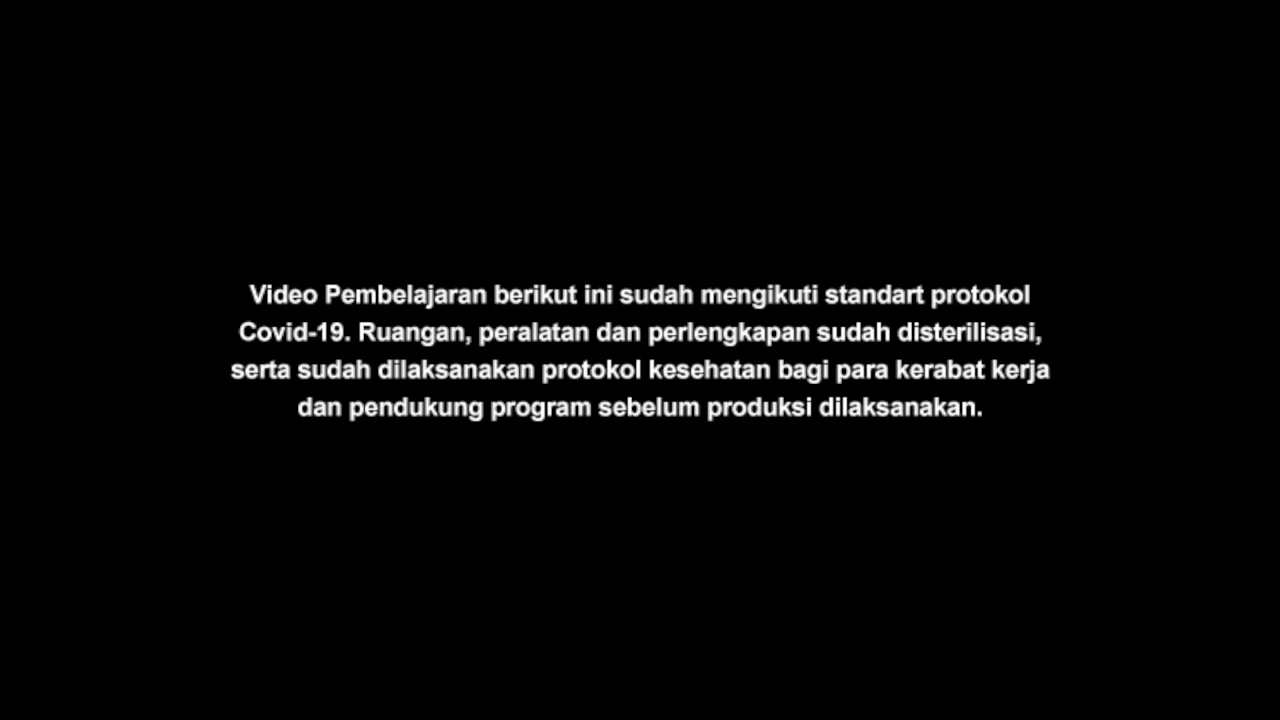 Video Pembelajaran berikut ini sudah mengikuti standart protokol
Covid-19. Ruangan, peralatan dan perlengkapan sudah disterilisasi,
serta sudah dilaksanakan protokol kesehatan bagi para kerabat kerja
dan pendukung program sebelum produksi dilaksanakan.